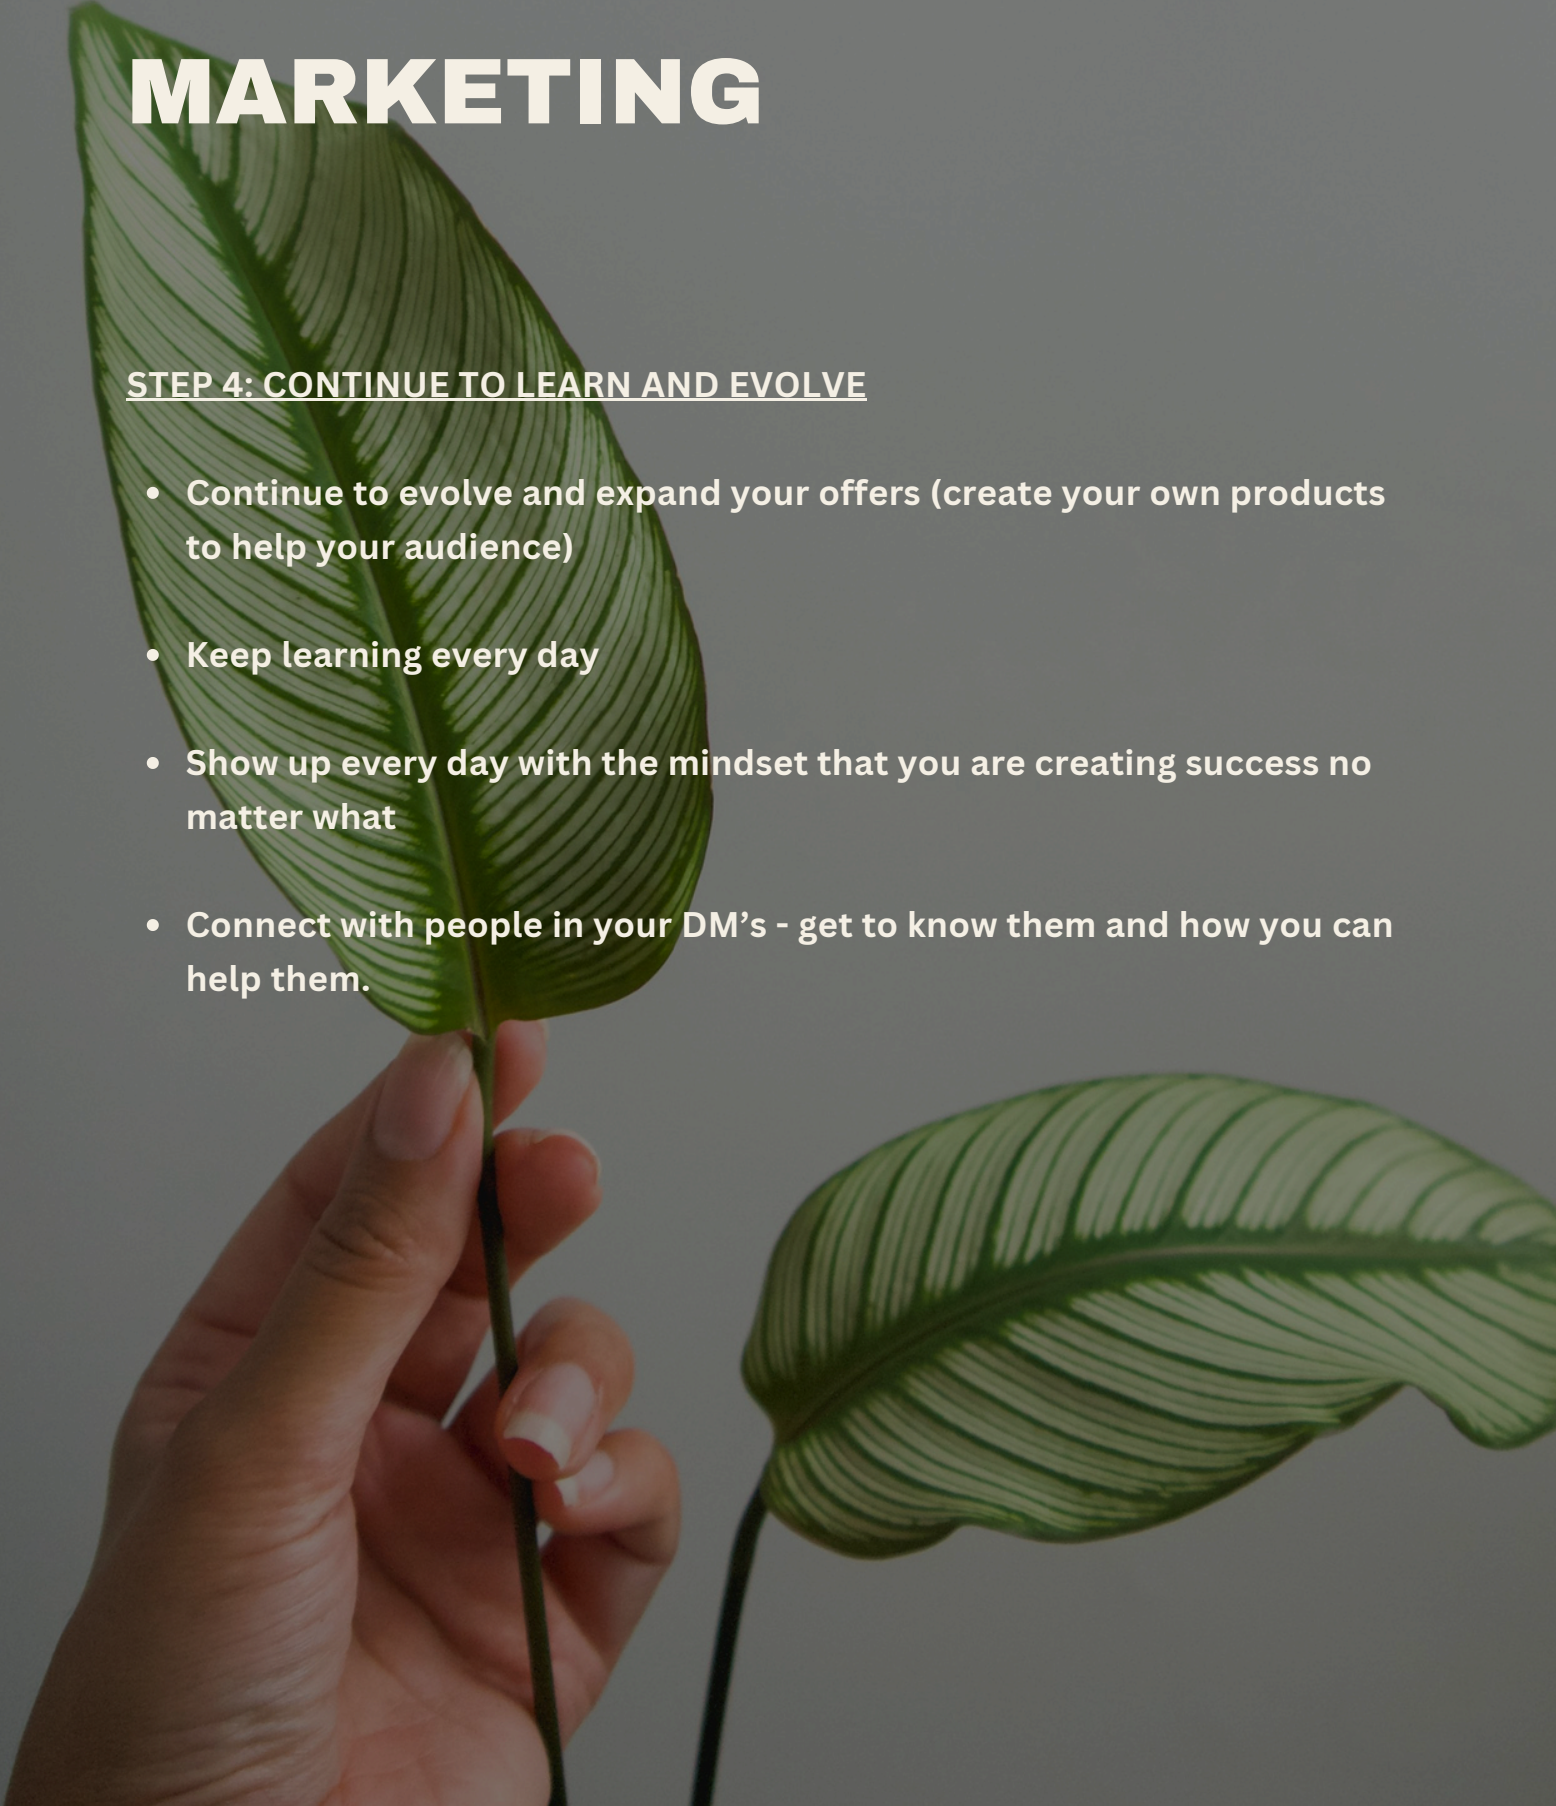 MARKETING
STEP 4: CONTINUE TO LEARN AND EVOLVE
• Continue to evolve and expand your offers (create your own products
to help your audience)
• Keep learning every day
• Show up every day with the mindset that you are creating success no
matter what
• Connect with people in your DM’s - get to know them and how you can
help them.